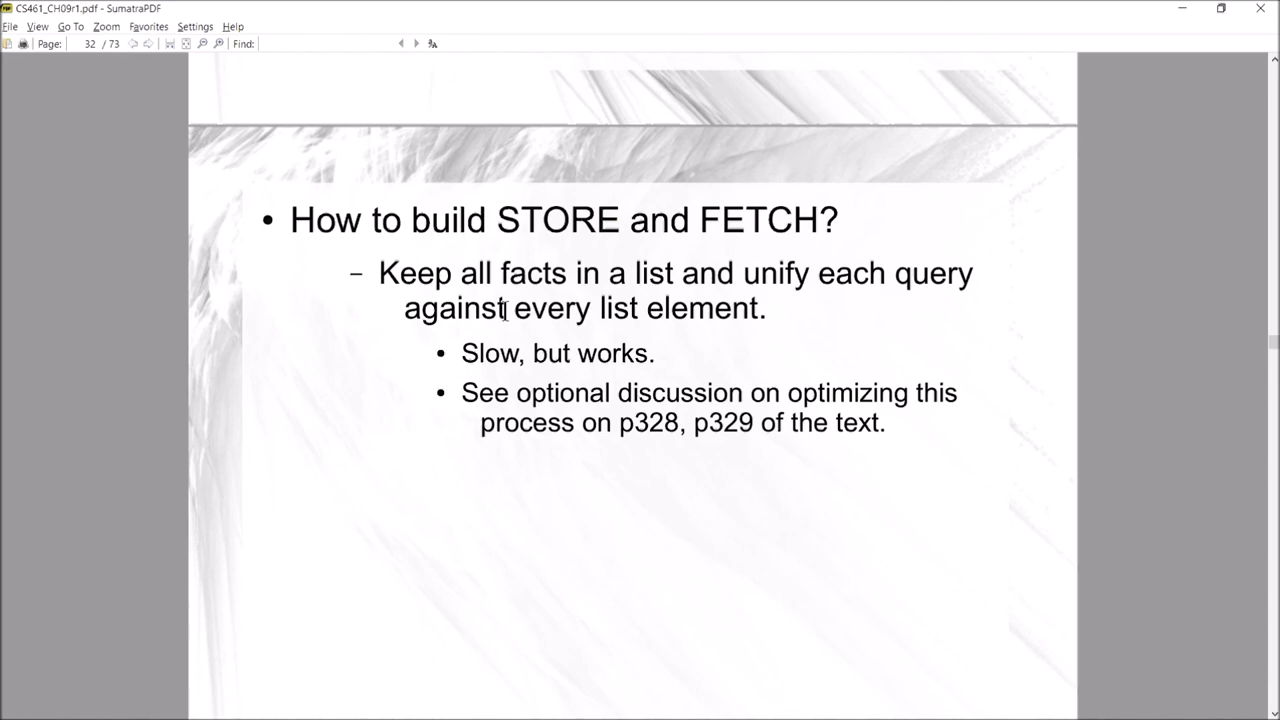 CS461_CH09r1.pdf - SumatraPDF
File View Go To Zoom Favorites Settings Help
Page: 32 / 73 Find:
• How to build STORE and FETCH?
– Keep all facts in a list and unify each query
against every list element.
• Slow, but works.
• See optional discussion on optimizing this
process on p328, p329 of the text.